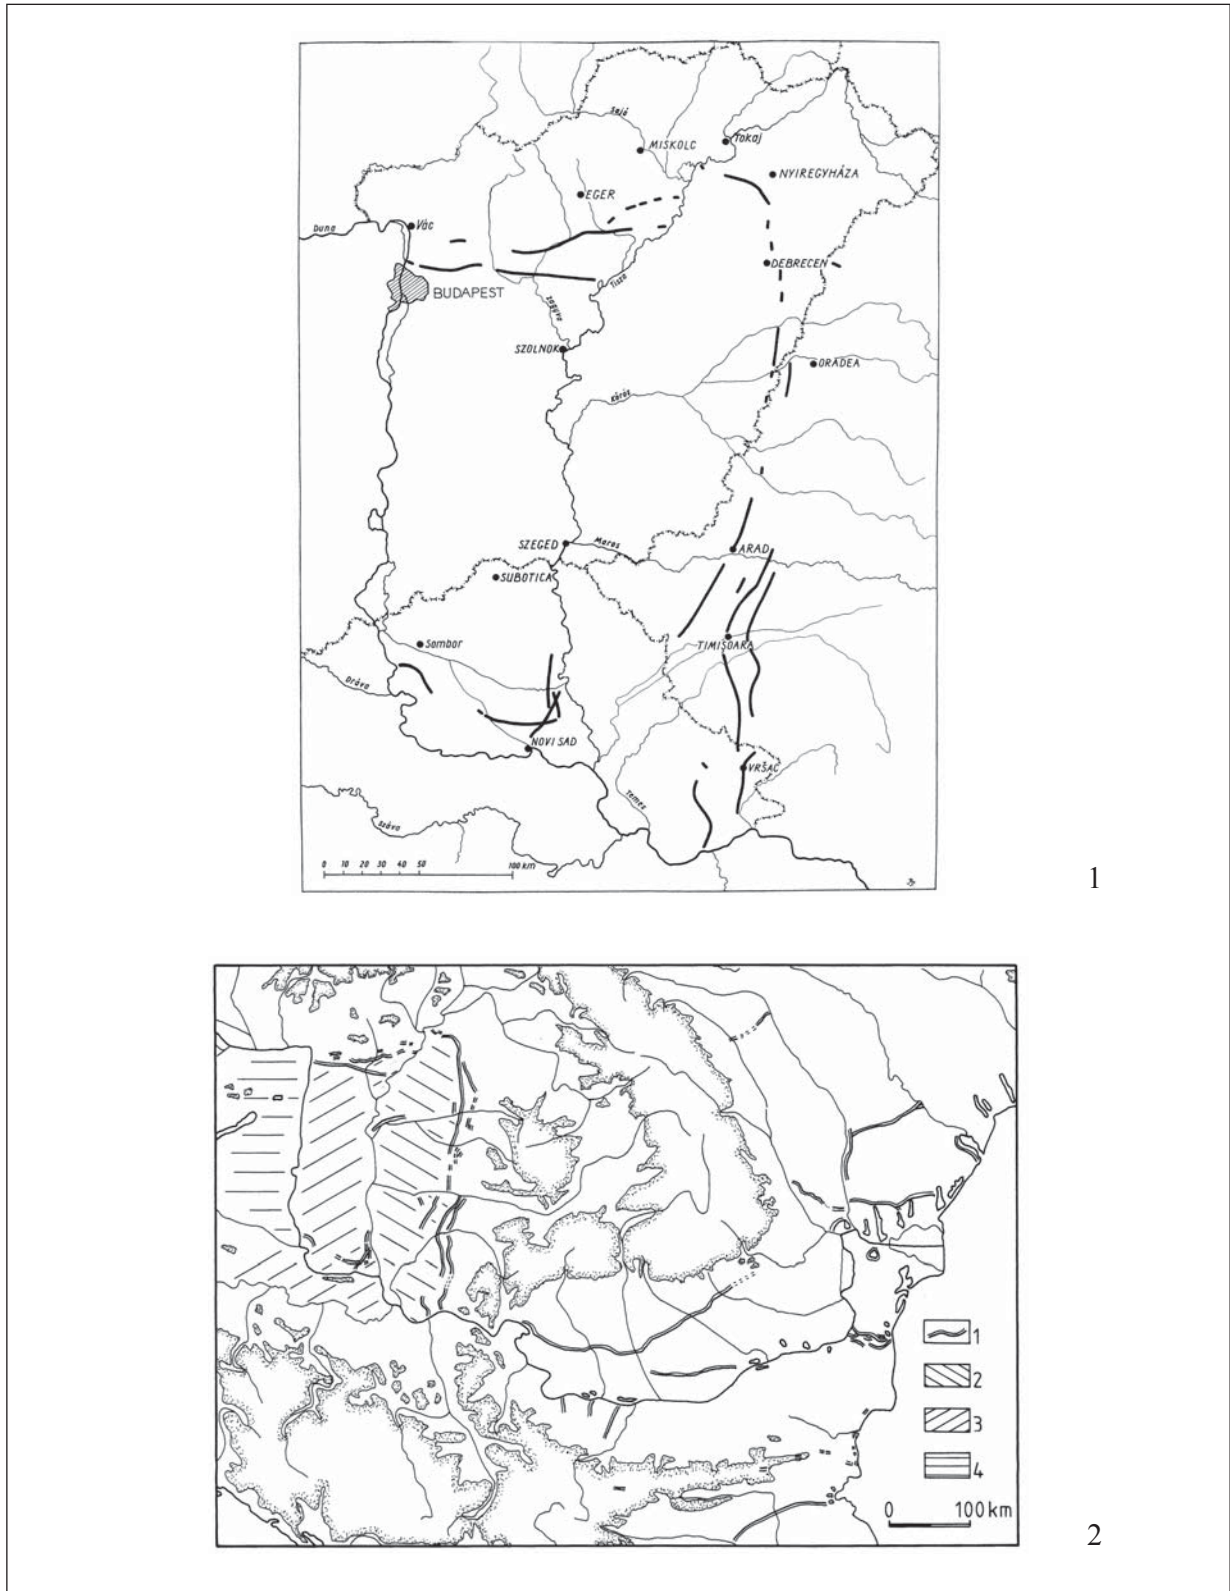 Sajó
Tokaj
MISKOLC
NYIREGYHÁZA
EGER
Duna
Vác
DEBRECEN
Tisza
BUDAPEST
Zagyva
SZOLNOK
ORADEA
Körös
SZEGED
Maros
ARAD
SUBOTICA
Sombor
TIMISOARA
Dráva
NOVI SAD
VRŠAC
Temes
Száva
0 10 20 30 40 50 100 km
1
1
2
3
4
0 100 km
2